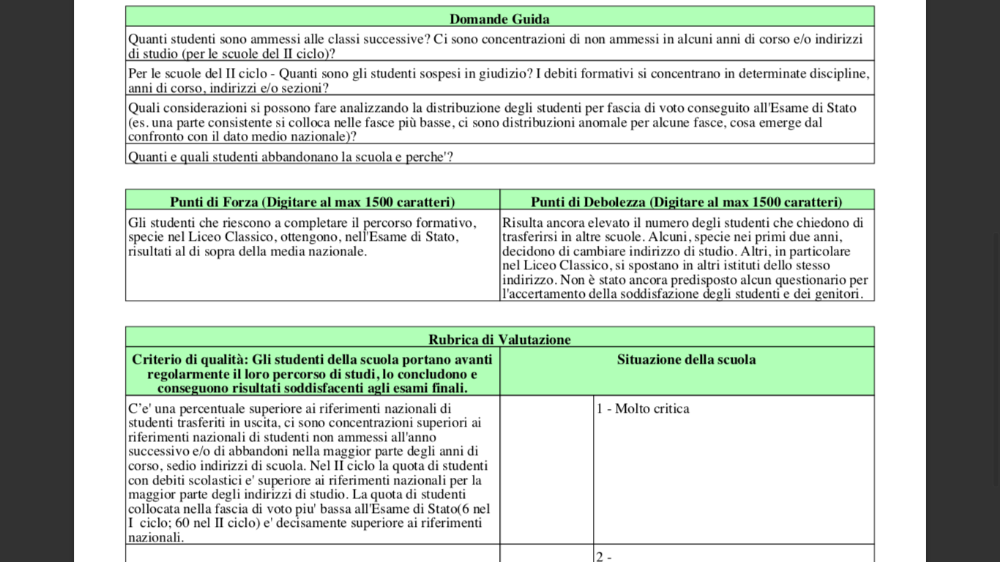 Domande Guida
Quanti studenti sono ammessi alle classi successive? Ci sono concentrazioni di non ammessi in alcuni anni di corso e/o indirizzi
di studio (per le scuole del II ciclo)?
Per le scuole del II ciclo - Quanti sono gli studenti sospesi in giudizio? I debiti formativi si concentrano in determinate discipline,
anni di corso, indirizzi e/o sezioni?
Quali considerazioni si possono fare analizzando la distribuzione degli studenti per fascia di voto conseguito all'Esame di Stato
(es. una parte consistente si colloca nelle fasce più basse, ci sono distribuzioni anomale per alcune fasce, cosa emerge dal
confronto con il dato medio nazionale)?
Quanti e quali studenti abbandonano la scuola e perche'?
Punti di Forza (Digitare al max 1500 caratteri)
Gli studenti che riescono a completare il percorso formativo,
specie nel Liceo Classico, ottengono, nell'Esame di Stato,
risultati al di sopra della media nazionale.
Punti di Debolezza (Digitare al max 1500 caratteri)
Risulta ancora elevato il numero degli studenti che chiedono di
trasferirsi in altre scuole. Alcuni, specie nei primi due anni,
decidono di cambiare indirizzo di studio. Altri, in particolare
nel Liceo Classico, si spostano in altri istituti dello stesso
indirizzo. Non è stato ancora predisposto alcun questionario per
l'accertamento della soddisfazione degli studenti e dei genitori.
Rubrica di Valutazione
Criterio di qualità: Gli studenti della scuola portano avanti
regolarmente il loro percorso di studi, lo concludono e
conseguono risultati soddisfacenti agli esami finali.
Situazione della scuola
C’e' una percentuale superiore ai riferimenti nazionali di
studenti trasferiti in uscita, ci sono concentrazioni superiori ai
riferimenti nazionali di studenti non ammessi all'anno
successivo e/o di abbandoni nella maggior parte degli anni di
corso, sedio indirizzi di scuola. Nel II ciclo la quota di studenti
con debiti scolastici e' superiore ai riferimenti nazionali per la
maggior parte degli indirizzi di studio. La quota di studenti
collocata nella fascia di voto piu' bassa all'Esame di Stato(6 nel
I ciclo; 60 nel II ciclo) e' decisamente superiore ai riferimenti
nazionali.
1 - Molto critica
2 -